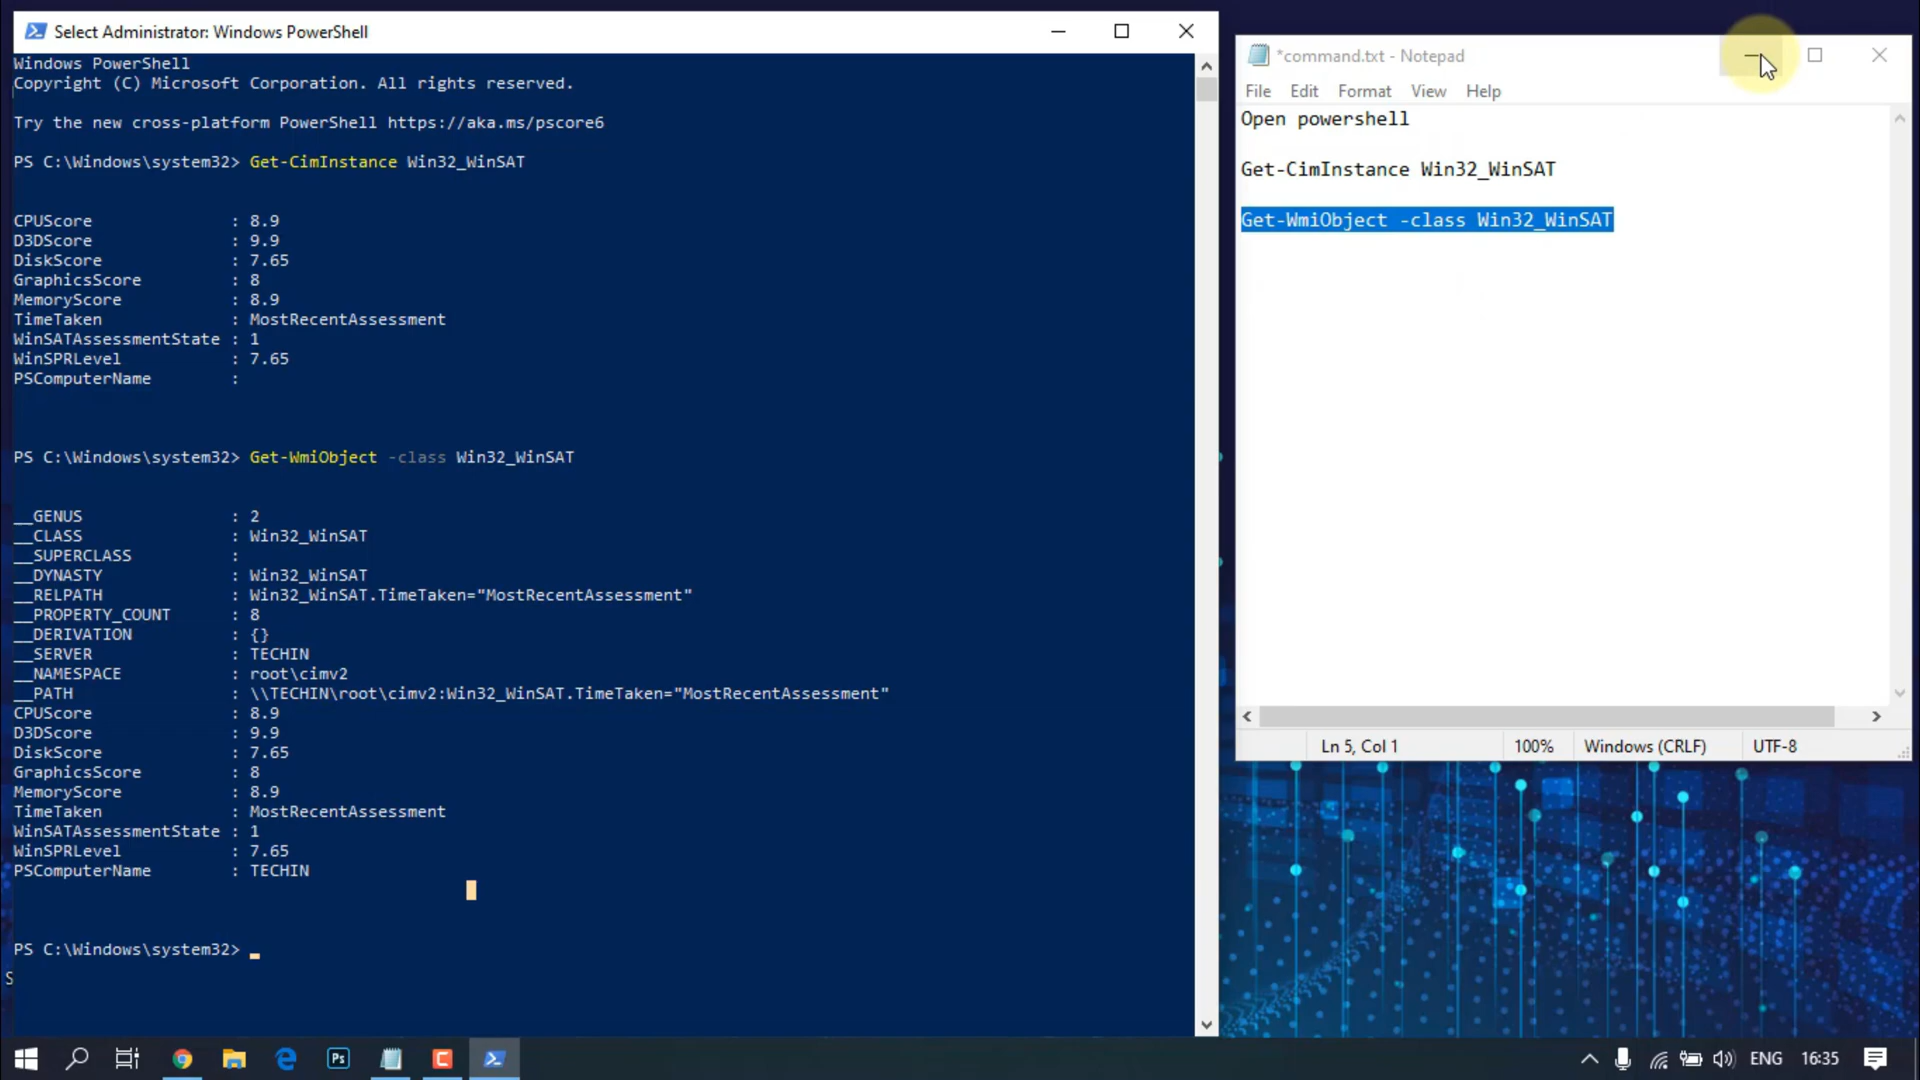 Select Administrator: Windows PowerShell
Windows PowerShell
Copyright (C) Microsoft Corporation. All rights reserved.
Try the new cross-platform PowerShell https://aka.ms/pscore6
PS C:\Windows\system32> Get-CimInstance Win32_WinSAT
CPUScore : 8.9
D3DScore : 9.9
DiskScore : 7.65
GraphicsScore : 8
MemoryScore : 8.9
TimeTaken : MostRecentAssessment
WinSATAssessmentState : 1
WinSPRLevel : 7.65
PSComputerName :
PS C:\Windows\system32> Get-WmiObject -class Win32_WinSAT
__GENUS : 2
__CLASS : Win32_WinSAT
__SUPERCLASS :
__DYNASTY : Win32_WinSAT
__RELPATH : Win32_WinSAT.TimeTaken="MostRecentAssessment"
__PROPERTY_COUNT : 8
__DERIVATION : {}
__SERVER : TECHIN
__NAMESPACE : root\cimv2
__PATH : \\TECHIN\root\cimv2:Win32_WinSAT.TimeTaken="MostRecentAssessment"
CPUScore : 8.9
D3DScore : 9.9
DiskScore : 7.65
GraphicsScore : 8
MemoryScore : 8.9
TimeTaken : MostRecentAssessment
WinSATAssessmentState : 1
WinSPRLevel : 7.65
PSComputerName : TECHIN
PS C:\Windows\system32>
S
*command.txt - Notepad
File Edit Format View Help
Open powershell
Get-CimInstance Win32_WinSAT
Get-WmiObject -class Win32_WinSAT
Ln 5, Col 1 100% Windows (CRLF) UTF-8
Ps C ENG 16:35